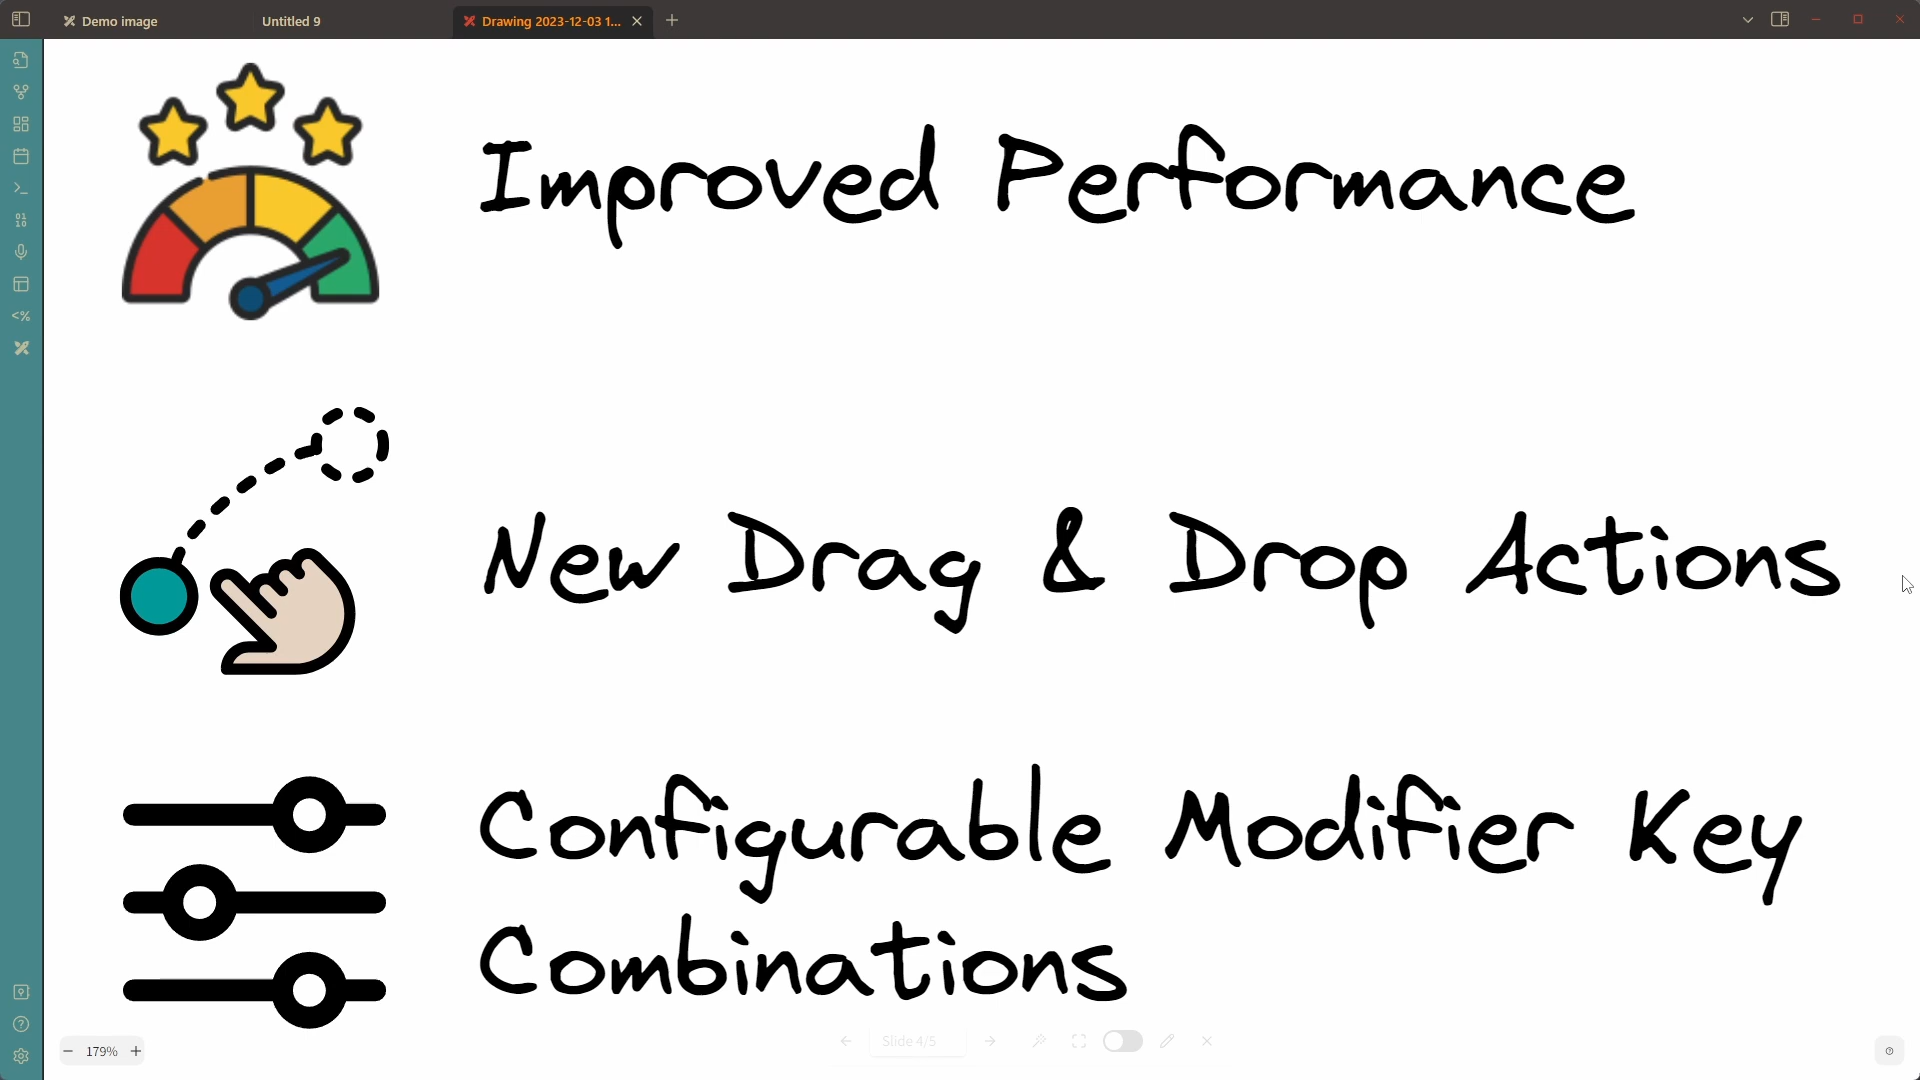 Demo image
Untitled 9
Drawing 2023-12-03 1...
Improved Performance
New Drag & Drop Actions
Configurable Modifier Key
Combinations
179%
Slide 4/5